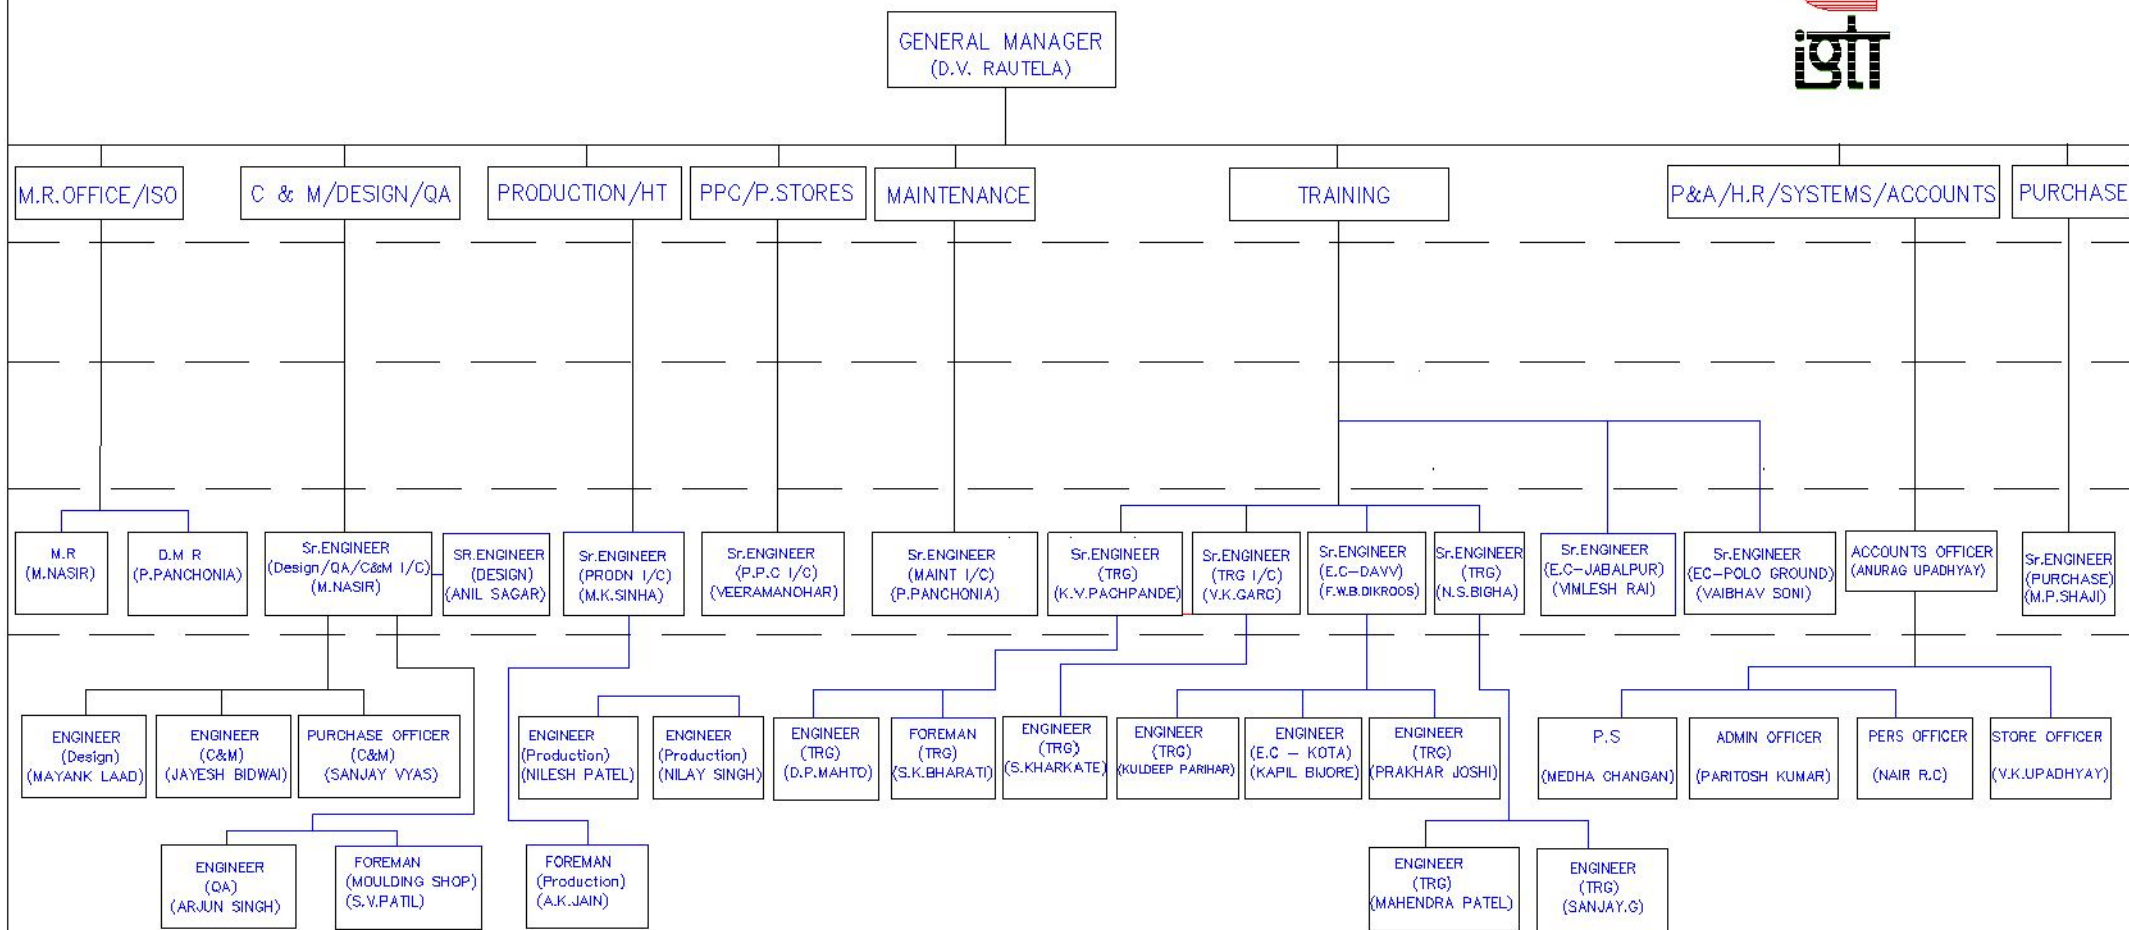 GENERAL MANAGER
(D.V. RAUTELA)
igtr
M.R.OFFICE/ISO
C & M/DESIGN/QA
PRODUCTION/HT
PPC/P.STORES
MAINTENANCE
TRAINING
P&A/H.R/SYSTEMS/ACCOUNTS
PURCHASE
M.R
(M.NASIR)
D.M R
(P.PANCHONIA)
Sr.ENGINEER
(Design/QA/C&M I/C)
(M.NASIR)
SR.ENGINEER
(DESIGN)
(ANIL SAGAR)
Sr.ENGINEER
(PRODN I/C)
(M.K.SINHA)
Sr.ENGINEER
(P.P.C I/C)
(VEERAMANOHAR)
Sr.ENGINEER
(MAINT I/C)
(P.PANCHONIA)
Sr.ENGINEER
(TRG)
(K.V.PACHPANDE)
Sr.ENGINEER
(TRG I/C)
(V.K.GARG)
Sr.ENGINEER
(E.C-DAVV)
(F.W.B.DIKROOS)
Sr.ENGINEER
(TRG)
(N.S.BIGHA)
Sr.ENGINEER
(E.C-JABALPUR)
(VIMLESH RAI)
Sr.ENGINEER
(EC-POLO GROUND)
(VAIBHAV SONI)
ACCOUNTS OFFICER
(ANURAG UPADHYAY)
Sr.ENGINEER
(PURCHASE)
(M.P.SHAJI)
ENGINEER
(Design)
(MAYANK LAAD)
ENGINEER
(C&M)
(JAYESH BIDWAI)
PURCHASE OFFICER
(C&M)
(SANJAY VYAS)
ENGINEER
(Production)
(NILESH PATEL)
ENGINEER
(Production)
(NILAY SINGH)
ENGINEER
(TRG)
(D.P.MAHTO)
FOREMAN
(TRG)
(S.K.BHARATI)
ENGINEER
(TRG)
(S.KHARKATE)
ENGINEER
(TRG)
(KULDEEP PARIHAR)
ENGINEER
(E.C - KOTA)
(KAPIL BIJORE)
ENGINEER
(TRG)
(PRAKHAR JOSHI)
P.S
(MEDHA CHANGAN)
ADMIN OFFICER
(PARITOSH KUMAR)
PERS OFFICER
(NAIR R.C)
STORE OFFICER
(V.K.UPADHYAY)
ENGINEER
(QA)
(ARJUN SINGH)
FOREMAN
(MOULDING SHOP)
(S.V.PATIL)
FOREMAN
(Production)
(A.K.JAIN)
ENGINEER
(TRG)
(MAHENDRA PATEL)
ENGINEER
(TRG)
(SANJAY.G)